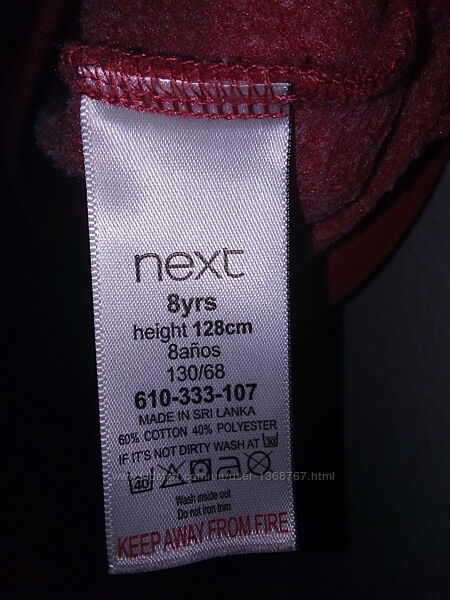 next
8yrs
height 128cm
8años
130/68
610-333-107
MADE IN SRI LANKA
60% COTTON 40% POLYESTER
IF IT'S NOT DIRTY WASH AT 30
40
Wash inside out
Do not iron trim
KEEP AWAY FROM FIRE